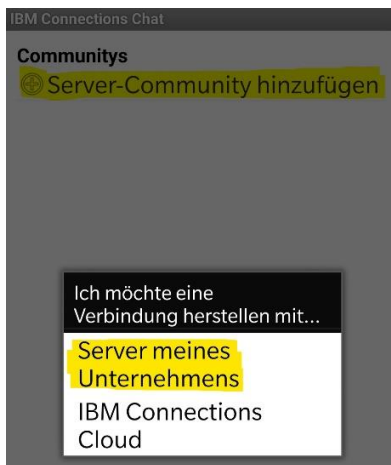 IBM Connections Chat
Communitys
Server-Community hinzufügen
Ich möchte eine
Verbindung herstellen mit...
Server meines
Unternehmens
IBM Connections
Cloud